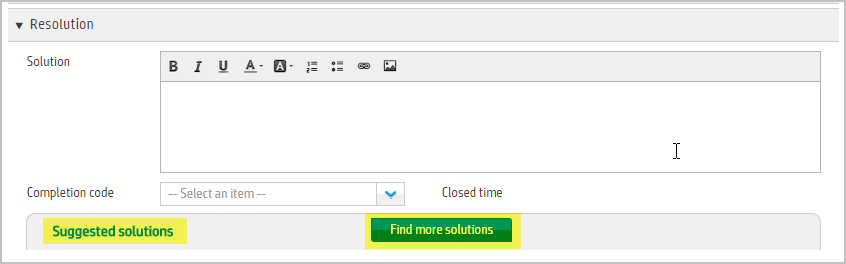 Resolution
Solution
B I U A A
Completion code -- Select an item -- Closed time
Suggested solutions Find more solutions